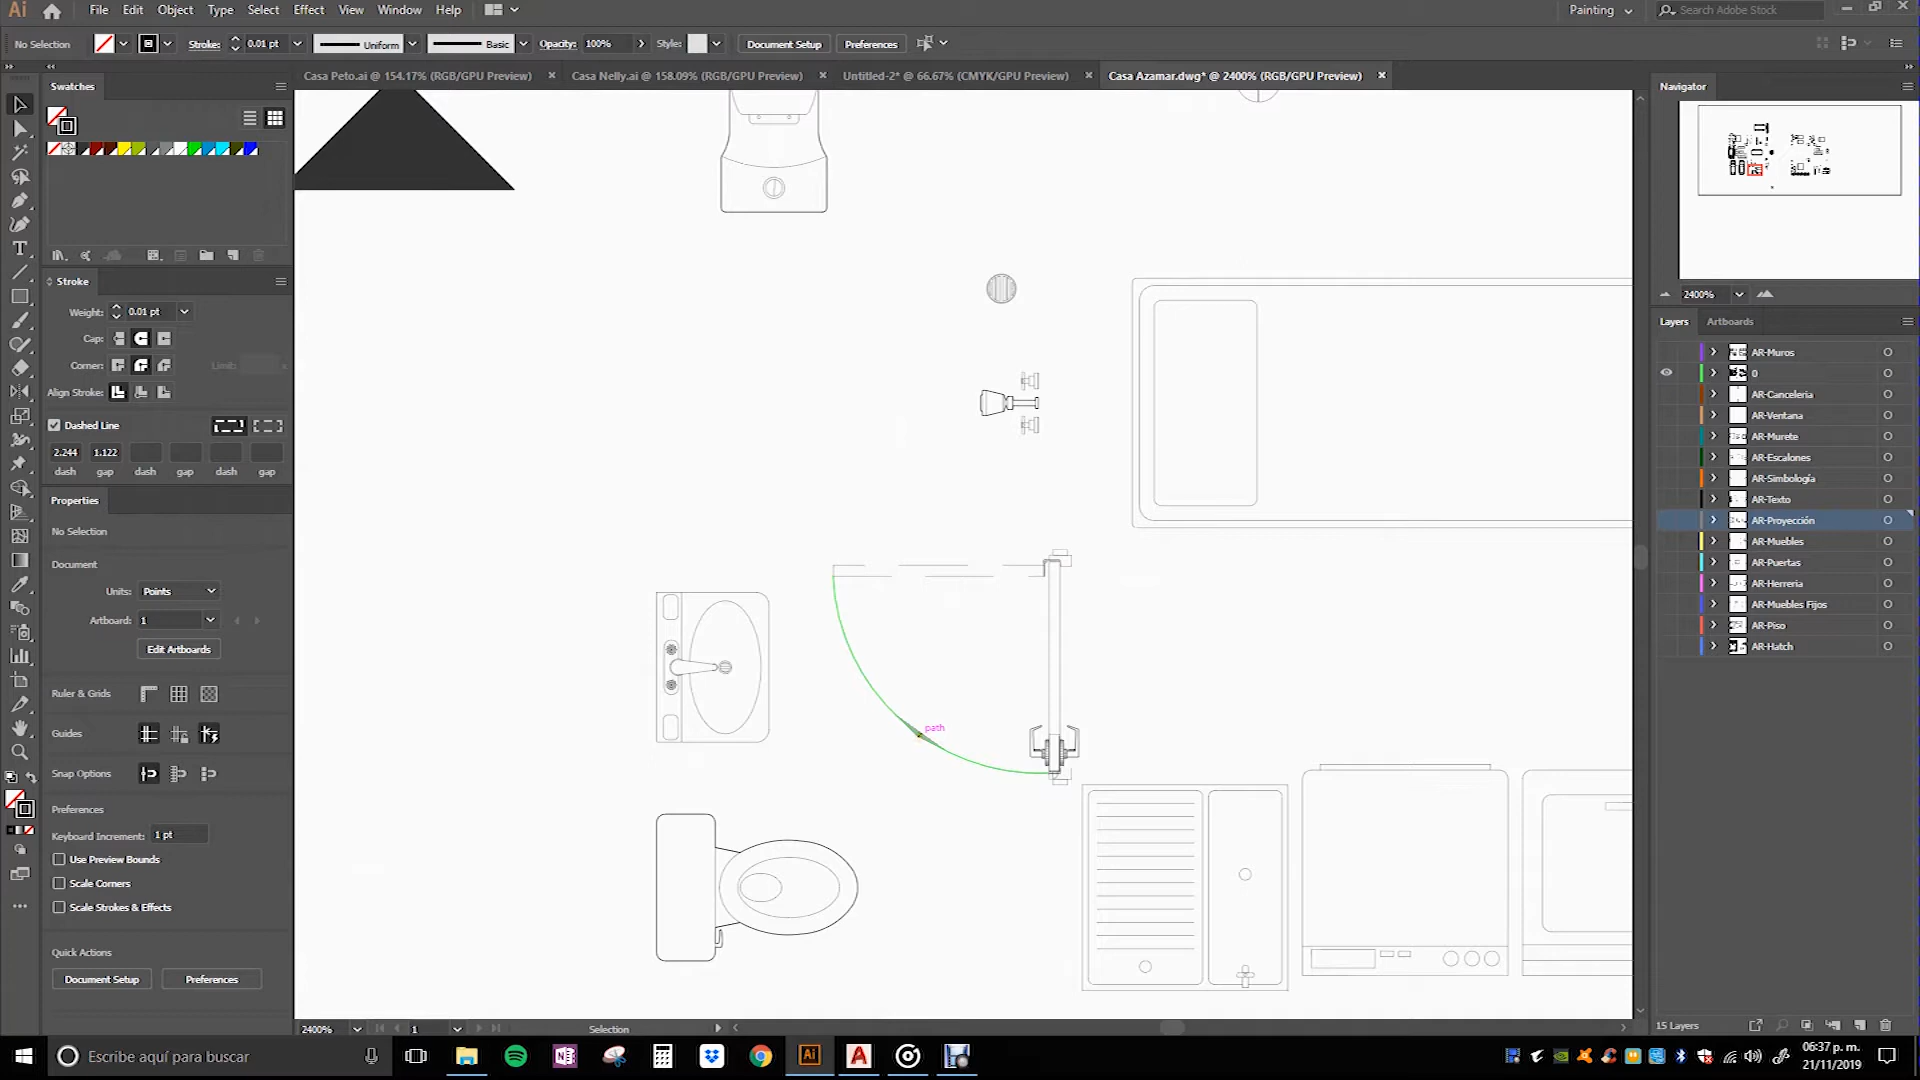 Ai File Edit Object Type Select Effect View Window Help Painting Search Adobe Stock
No Selection Stroke: 0.01 pt Uniform Basic Opacity: 100% Style: Document Setup Preferences
Casa Peto.ai @ 154.17% (RGB/GPU Preview) Casa Nelly.ai @ 158.09% (RGB/GPU Preview) Untitled-2* @ 66.67% (CMYK/GPU Preview) Casa Azamar.dwg* @ 2400% (RGB/GPU Preview)
Swatches
Stroke
Weight: 0.01 pt
Cap:
Corner: Limit:
Align Stroke:
Dashed Line
2.244 1.122
dash gap dash gap dash gap
Properties
No Selection
Document
Units: Points
Artboard: 1
Edit Artboards
Ruler & Grids
Guides
Snap Options
Preferences
Keyboard Increment: 1 pt
Use Preview Bounds
Scale Corners
Scale Strokes & Effects
Quick Actions
Document Setup Preferences
path
2400% 1 Selection
Navigator
2400%
Layers Artboards
AR-Muros
0
AR-Canceleria
AR-Ventana
AR-Murete
AR-Escalones
AR-Simbología
AR-Texto
AR-Proyección
AR-Muebles
AR-Puertas
AR-Herreria
AR-Muebles Fijos
AR-Piso
AR-Hatch
15 Layers
Escribe aquí para buscar
Ai
06:37 p. m.
21/11/2019